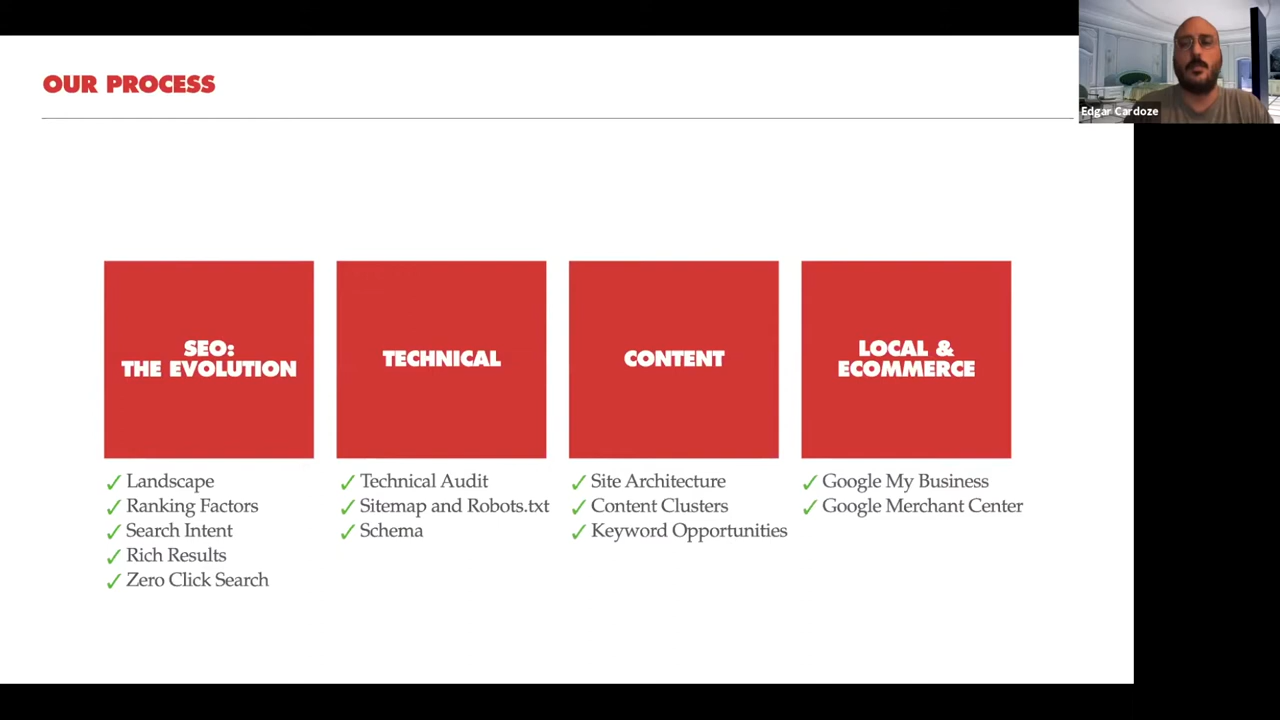 OUR PROCESS
Edgar Cardoze
SEO:
THE EVOLUTION
✓ Landscape
✓ Ranking Factors
✓ Search Intent
✓ Rich Results
✓ Zero Click Search
TECHNICAL
✓ Technical Audit
✓ Sitemap and Robots.txt
✓ Schema
CONTENT
✓ Site Architecture
✓ Content Clusters
✓ Keyword Opportunities
LOCAL &
ECOMMERCE
✓ Google My Business
✓ Google Merchant Center